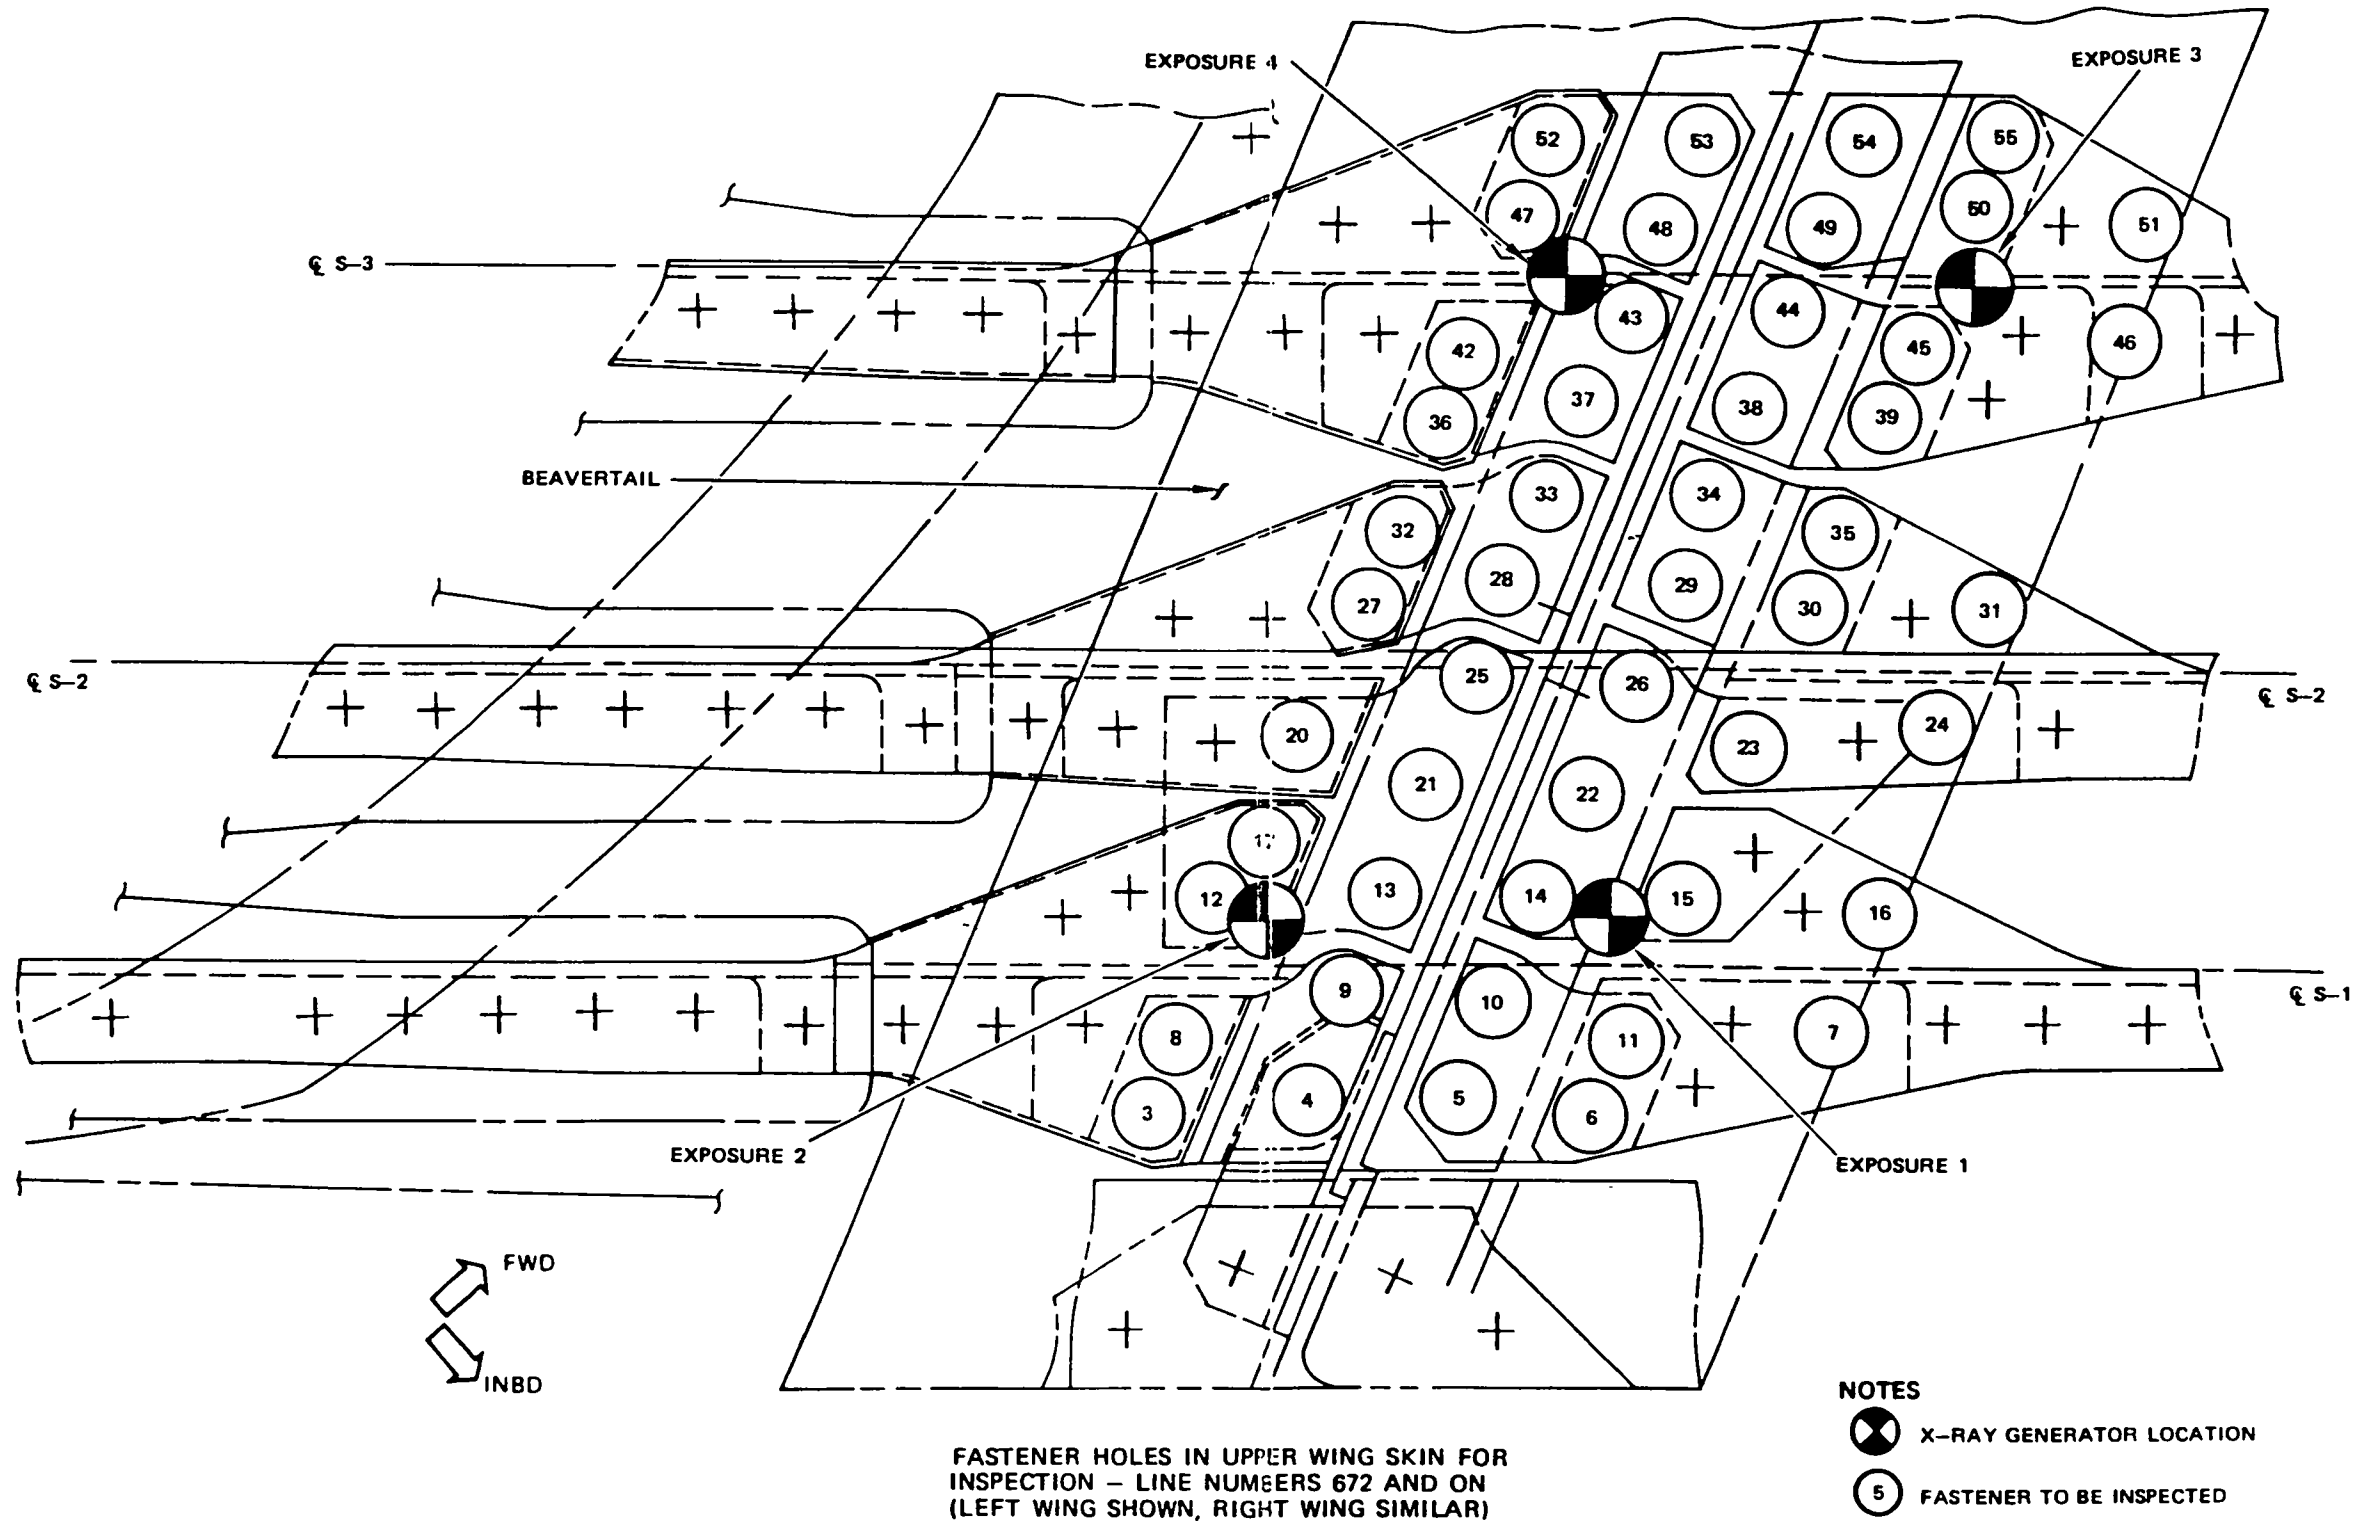 EXPOSURE 4
EXPOSURE 3
52
53
54
55
47
48
49
50
51
℄ S-3
43
44
42
45
46
36
37
38
39
BEAVERTAIL
33
34
32
35
28
29
27
30
31
℄ S-2
25
26
℄ S-2
20
24
23
21
22
17
12
13
14
15
16
9
10
℄ S-1
8
11
7
3
4
5
6
EXPOSURE 2
EXPOSURE 1
FWD
INBD
NOTES
X-RAY GENERATOR LOCATION
5 FASTENER TO BE INSPECTED
FASTENER HOLES IN UPPER WING SKIN FOR
INSPECTION – LINE NUMBERS 672 AND ON
(LEFT WING SHOWN, RIGHT WING SIMILAR)